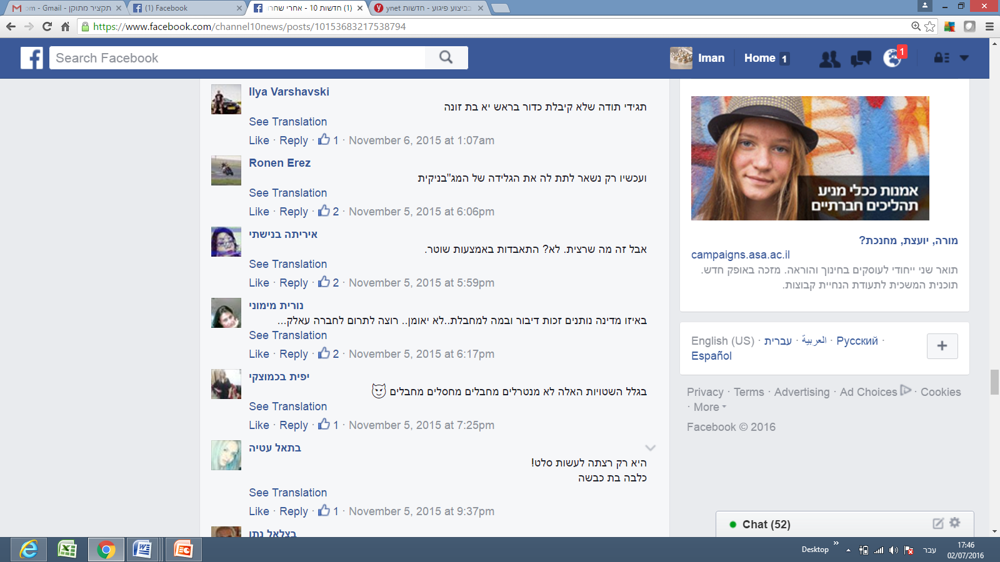 om - Gmail - תקציר מתוקן
(1) Facebook
(1) חדשות 10 - אחרי שחרו
בביצוע פיגוע - חדשות ynet
https://www.facebook.com/channel10news/posts/10153683217538794
Search Facebook
Iman
Home 1
1
Ilya Varshavski
תגידי תודה שלא קיבלת כדור בראש יא בת זונה
See Translation
Like · Reply · 1 · November 6, 2015 at 1:07am
Ronen Erez
ועכשיו רק נשאר לתת לה את הגלידה של המג"בניקית
See Translation
Like · Reply · 2 · November 5, 2015 at 6:06pm
איריתה בנישתי
אבל זה מה שרצית. לא? התאבדות באמצעות שוטר.
See Translation
Like · Reply · 2 · November 5, 2015 at 5:59pm
נורית מימוני
באיזו מדינה נותנים זכות דיבור ובמה למחבלת..לא יאומן.. רוצה לתרום לחברה עאלק...
See Translation
Like · Reply · 2 · November 5, 2015 at 6:17pm
יפית בכמוצקי
בגלל השטויות האלה לא מנטרלים מחבלים מחסלים מחבלים 😈
See Translation
Like · Reply · 1 · November 5, 2015 at 7:25pm
בתאל עטיה
היא רק רצתה לעשות סלט!
כלבה בת כבשה
See Translation
Like · Reply · 1 · November 5, 2015 at 9:37pm
בצלאל נתן
אמנות ככלי מניע
תהליכים חברתיים
מורה, יועצת, מחנכת?
campaigns.asa.ac.il
תואר שני ייחודי לעוסקים בחינוך והוראה. מזכה באופק חדש.
תוכנית המשכית לתעודת הנחיית קבוצות.
English (US) · עברית · العربية · Русский ·
Español
Privacy · Terms · Advertising · Ad Choices · Cookies
· More
Facebook © 2016
Chat (52)
Desktop
עבר
17:46
02/07/2016